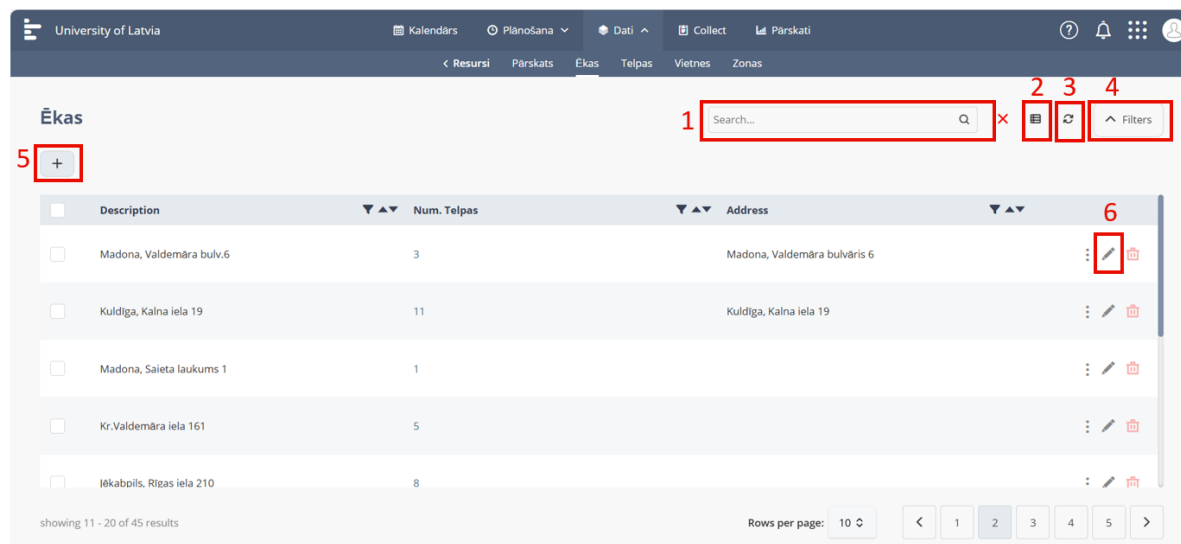 University of Latvia Kalendārs Plānošana Dati Collect Pārskati
Resursi Pārskats Ēkas Telpas Vietnes Zonas
2 3 4
Ēkas
1 Search... Filters
5 +
Description Num. Telpas Address
6
Madona, Valdemāra bulv.6 3 Madona, Valdemāra bulvāris 6
Kuldīga, Kalna iela 19 11 Kuldīga, Kalna iela 19
Madona, Saieta laukums 1 1
Kr.Valdemāra iela 161 5
Jēkabpils, Rīgas iela 210 8
showing 11 - 20 of 45 results Rows per page: 10 1 2 3 4 5